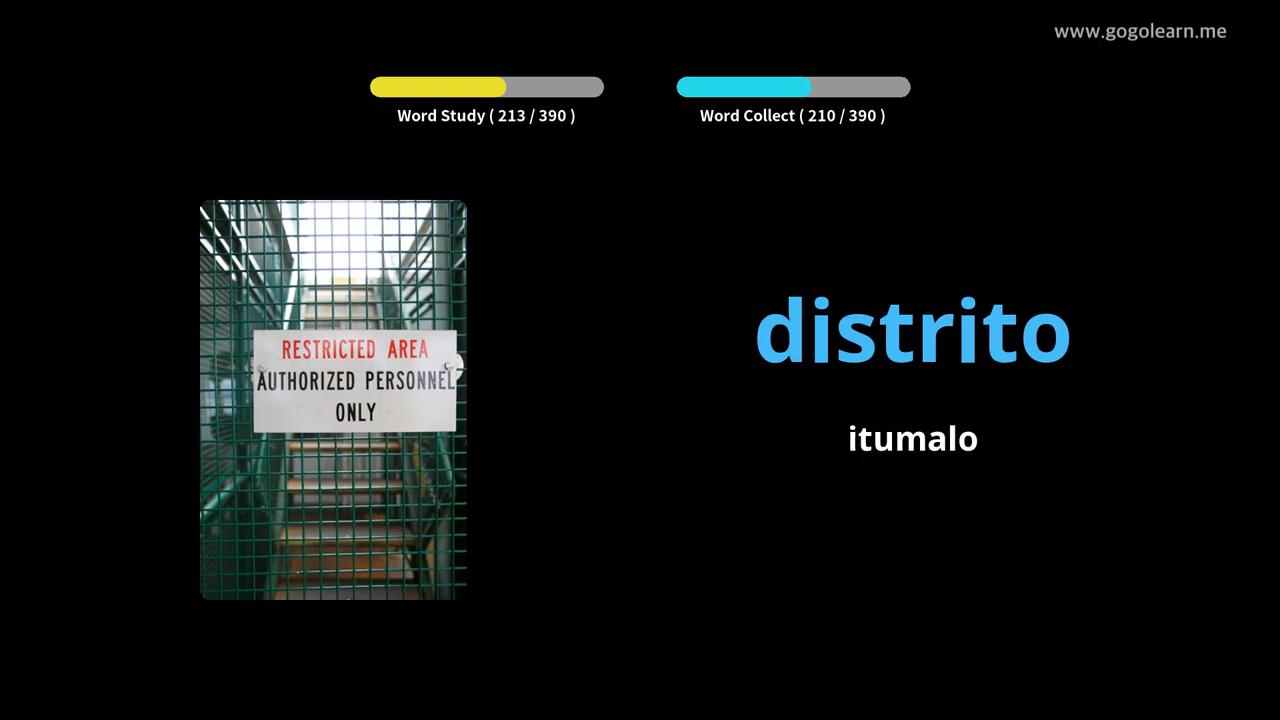 www.gogolearn.me
Word Study ( 213 / 390 )
Word Collect ( 210 / 390 )
RESTRICTED AREA
AUTHORIZED PERSONNEL
ONLY
distrito
itumalo